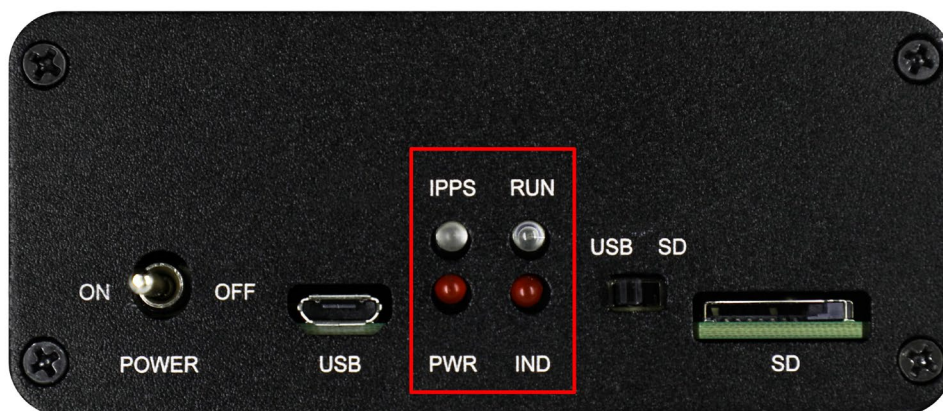 IPPS RUN
USB SD
ON OFF
POWER USB PWR IND SD